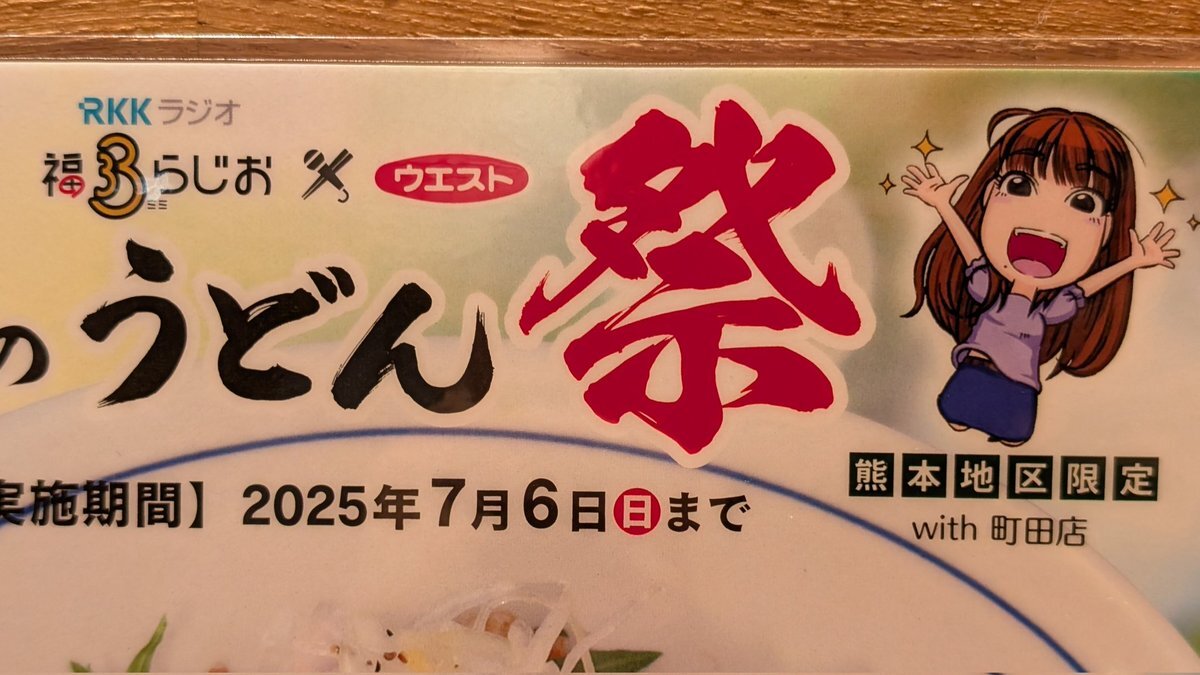 RKKラジオ
福33らじお
ウエスト
のうどん祭
実施期間】2025年7月6日日まで
熊本地区限定
with 町田店